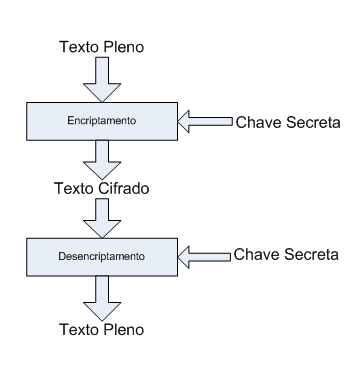 Texto Pleno
Encriptamento
Chave Secreta
Texto Cifrado
Desencriptamento
Chave Secreta
Texto Pleno